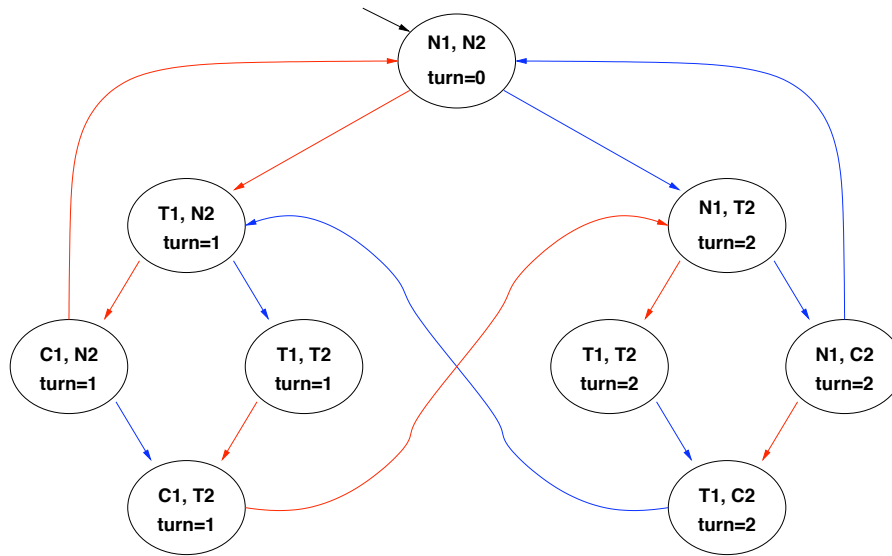 N1, N2
turn=0
T1, N2
turn=1
N1, T2
turn=2
C1, N2
turn=1
T1, T2
turn=1
T1, T2
turn=2
N1, C2
turn=2
C1, T2
turn=1
T1, C2
turn=2